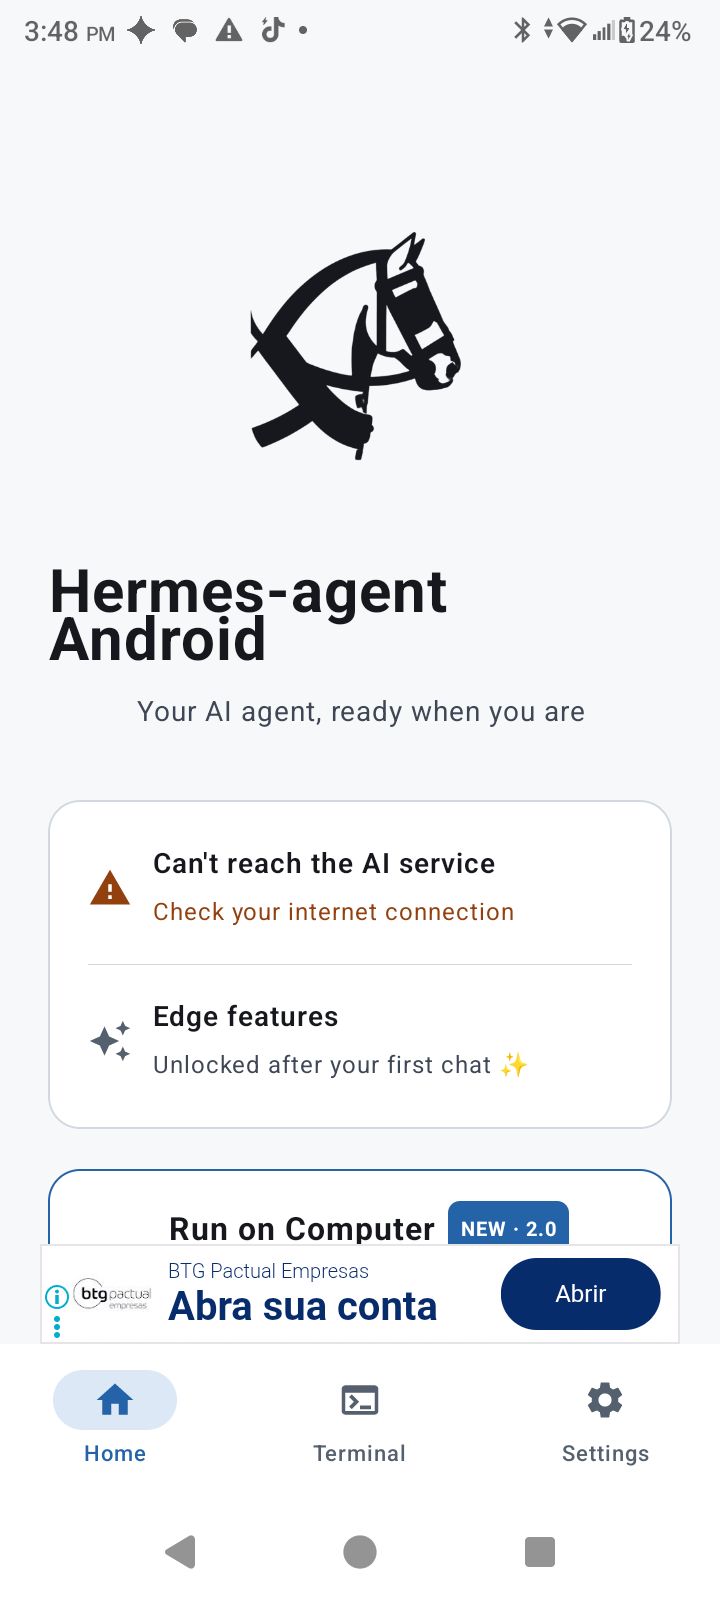 3:48 PM
24%
Hermes-agent
Android
Your AI agent, ready when you are
Can't reach the AI service
Check your internet connection
Edge features
Unlocked after your first chat ✨
Run on Computer NEW · 2.0
BTG Pactual Empresas
btg pactual
empresas
Abra sua conta
Abrir
Home
Terminal
Settings